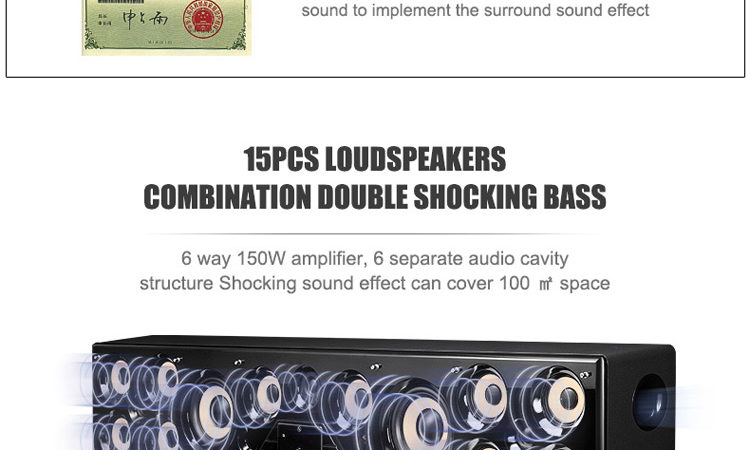 sound to implement the surround sound effect
15PCS LOUDSPEAKERS
COMBINATION DOUBLE SHOCKING BASS
6 way 150W amplifier, 6 separate audio cavity
structure Shocking sound effect can cover 100 ㎡ space